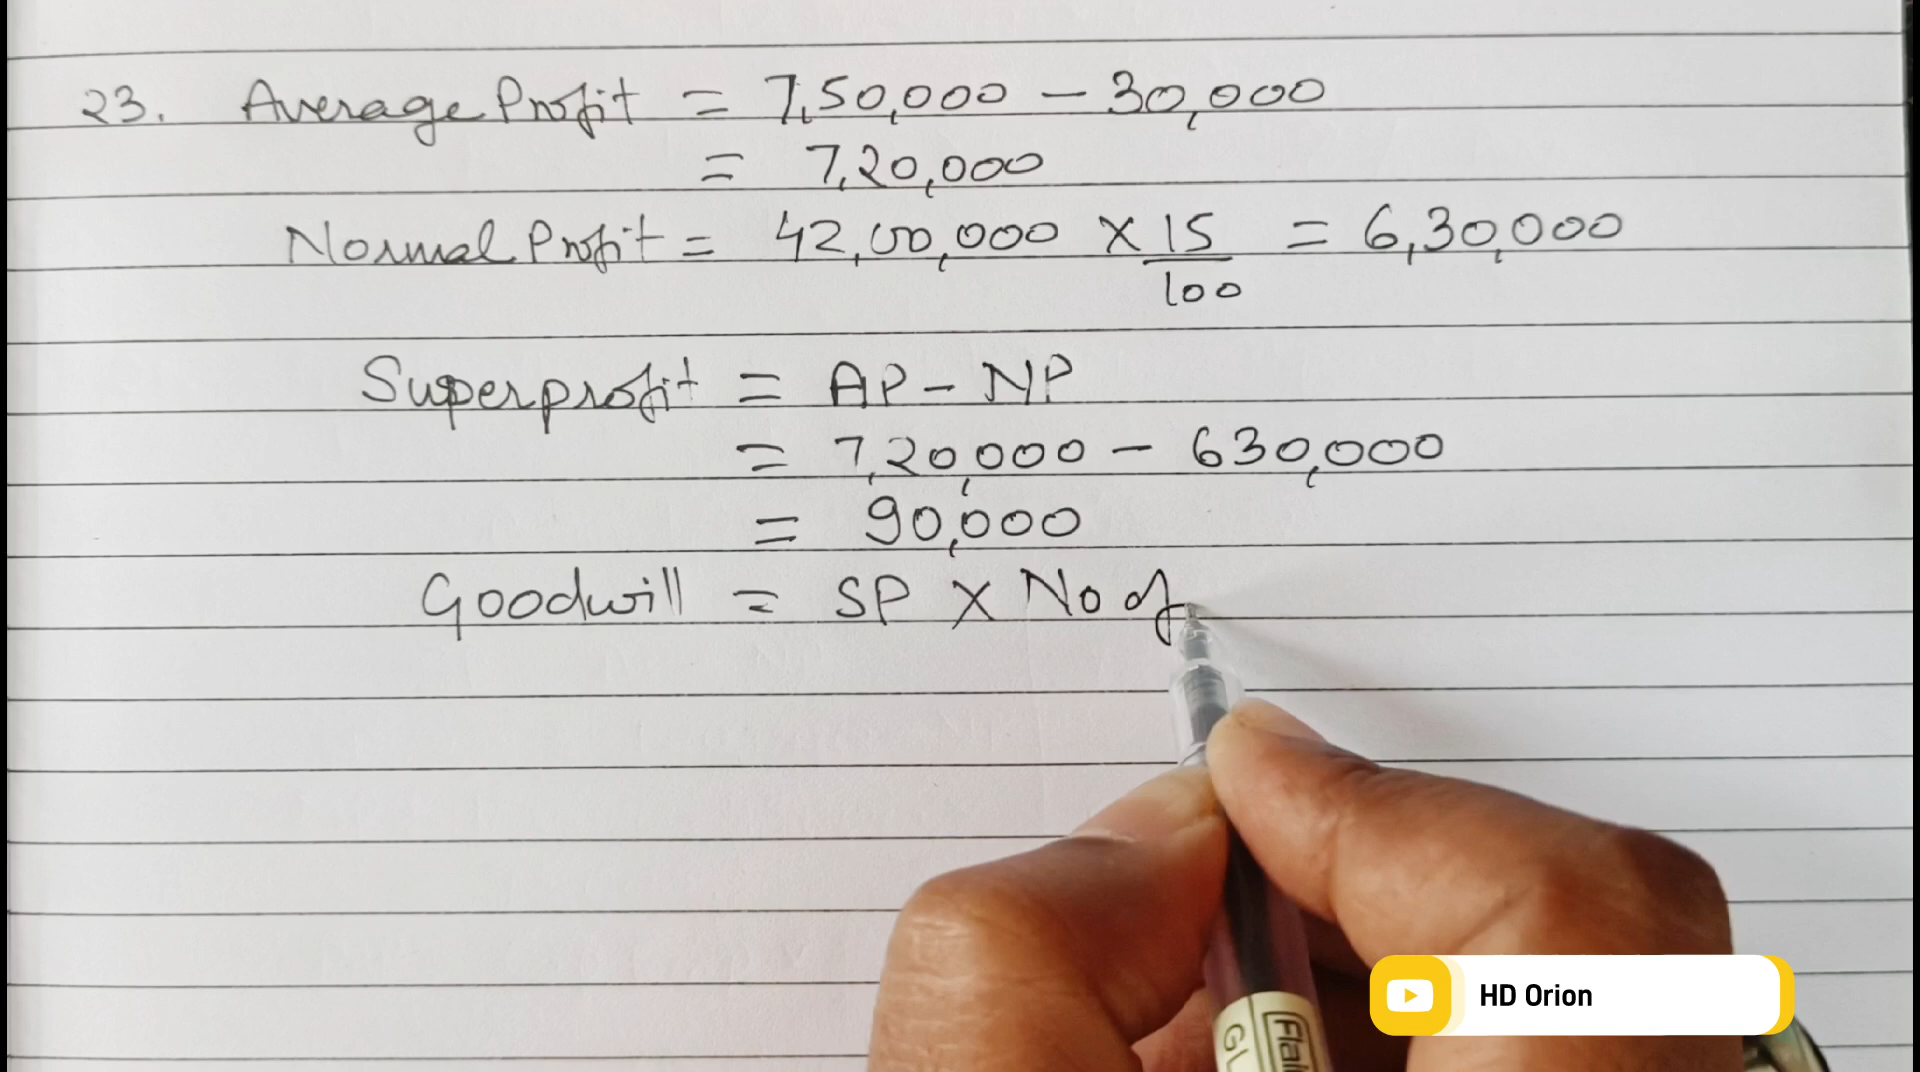 23. Average Profit = 7,50,000 - 30,000
= 7,20,000
Normal Profit = 42,00,000 × 15/100 = 6,30,000
Superprofit = AP - NP
= 7,20,000 - 630,000
= 90,000
Goodwill = SP × No of
HD Orion
Flair